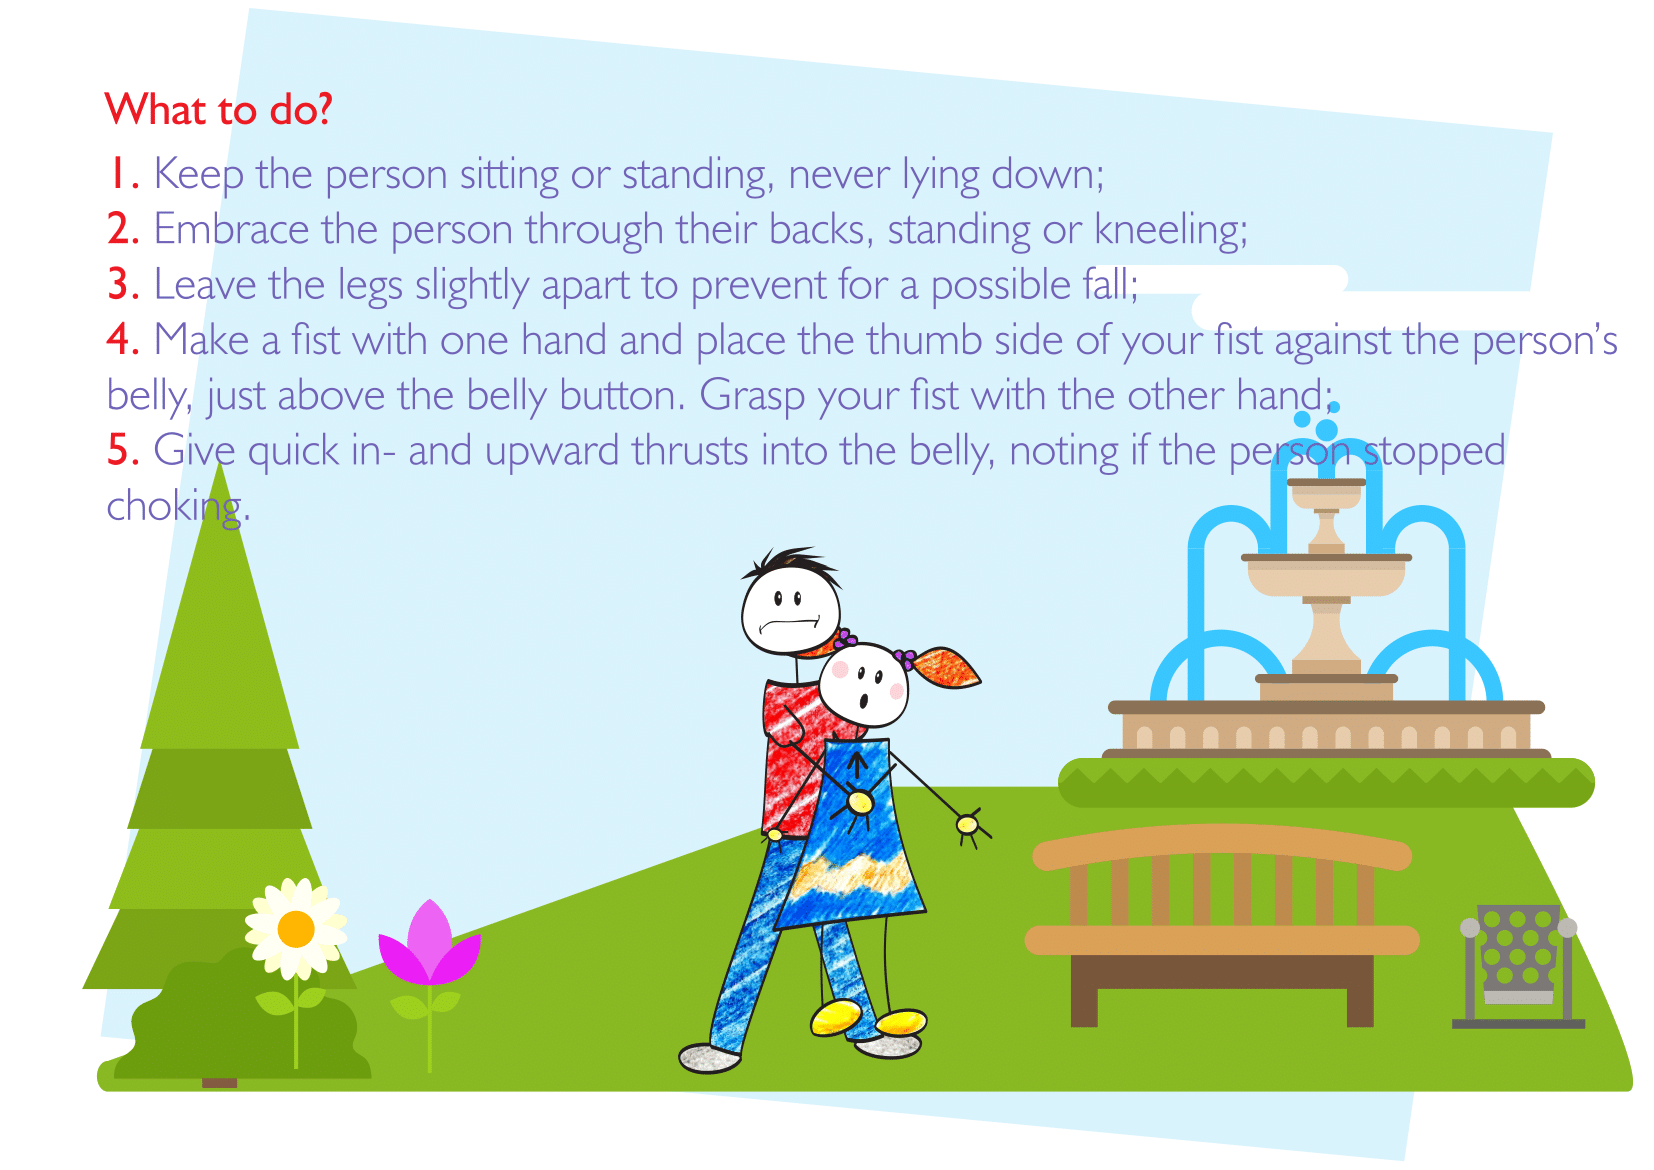 What to do?
1. Keep the person sitting or standing, never lying down;
2. Embrace the person through their backs, standing or kneeling;
3. Leave the legs slightly apart to prevent for a possible fall;
4. Make a fist with one hand and place the thumb side of your fist against the person’s
belly, just above the belly button. Grasp your fist with the other hand;
5. Give quick in- and upward thrusts into the belly, noting if the person stopped
choking.